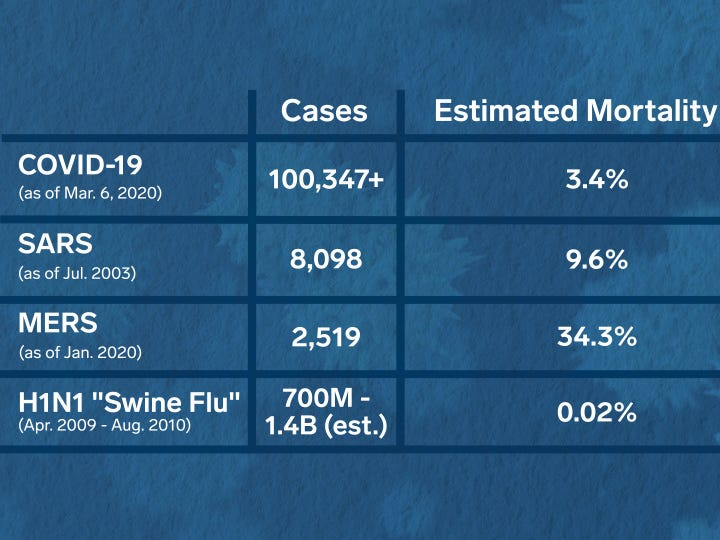 Cases Estimated Mortality
COVID-19
(as of Mar. 6, 2020)
100,347+ 3.4%
SARS
(as of Jul. 2003)
8,098 9.6%
MERS
(as of Jan. 2020)
2,519 34.3%
H1N1 "Swine Flu"
(Apr. 2009 - Aug. 2010)
700M -
1.4B (est.)
0.02%